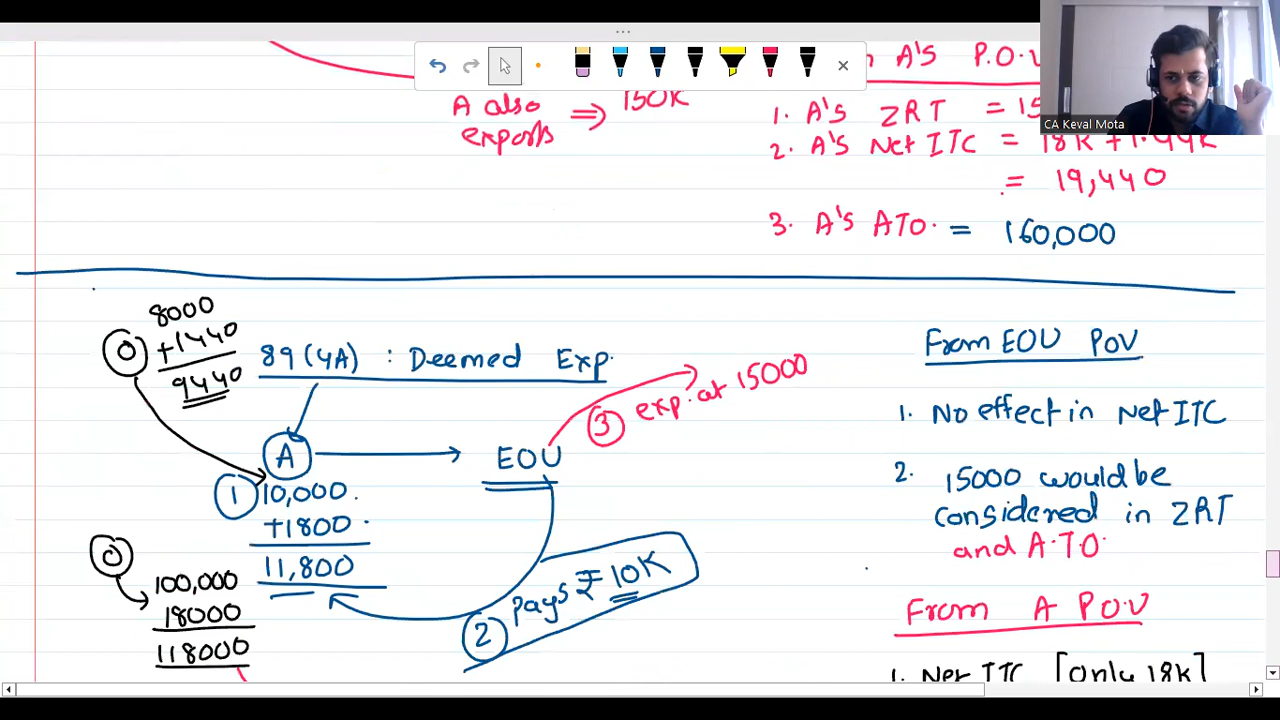 A'S P.O.V
CA Keval Mota
A also exports => 150K
1. A's ZRT = 15
2. A's Net ITC = 18K + 1.44K
= 19,440
3. A's ATO. = 160,000
0
8000
+1440
9440
89(4A) : Deemed Exp.
3 exp. at 15000
A
EOU
1 10,000
+1800
11,800
2 Pays ₹ 10K
0
100,000
18000
118000
From EOU POV
1. No effect in Net ITC
2. 15000 would be
considered in ZRT
and A.T.O.
From A P.O.V
1. Net ITC [Only 18K]